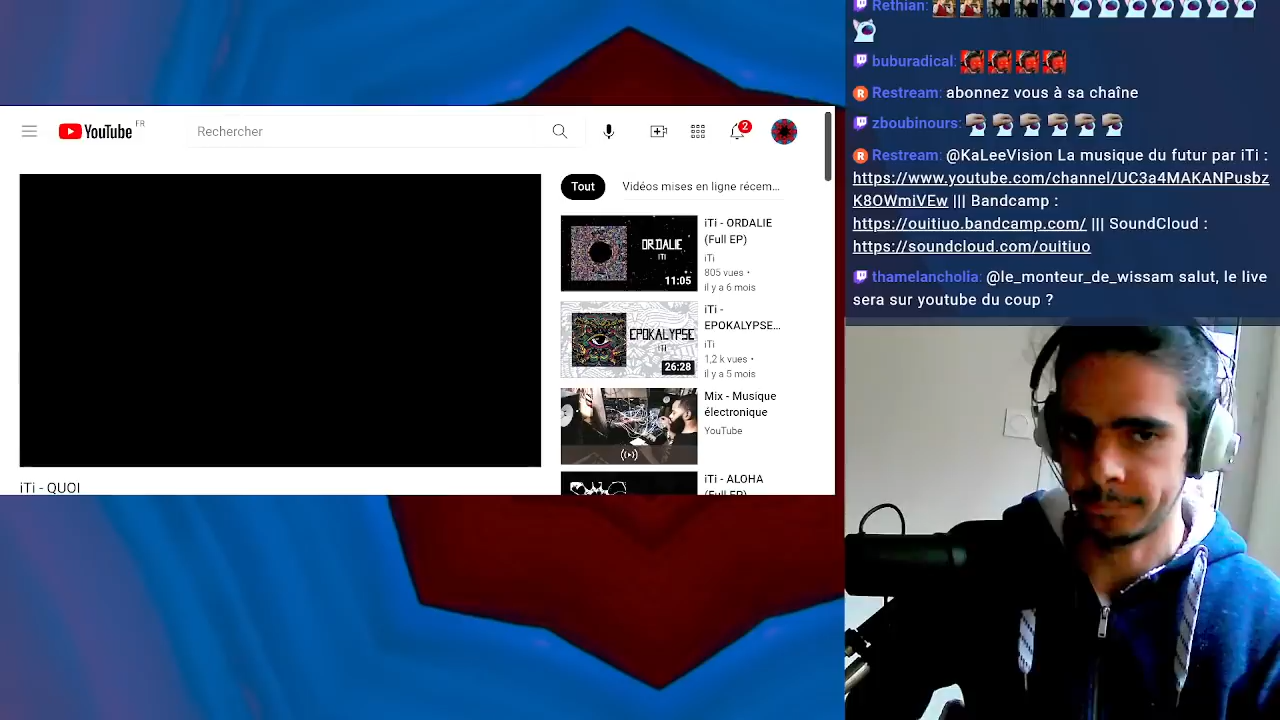 YouTube FR
Rechercher
2
Tout
Vidéos mises en ligne récem...
ORDALIE
iTi
11:05
iTi - ORDALIE
(Full EP)
iTi
805 vues •
il y a 6 mois
EPOKALYPSE
iTi
26:28
iTi -
EPOKALYPSE...
iTi
1,2 k vues •
il y a 5 mois
Mix - Musique
électronique
YouTube
iTi - ALOHA
(Full EP)
iTi - QUOI
Rethian:
buburadical:
Restream: abonnez vous à sa chaîne
zboubinours:
Restream: @KaLeeVision La musique du futur par iTi :
https://www.youtube.com/channel/UC3a4MAKANPusbz
K8OWmiVEw ||| Bandcamp :
https://ouitiuo.bandcamp.com/ ||| SoundCloud :
https://soundcloud.com/ouitiuo
thamelancholia: @le_monteur_de_wissam salut, le live
sera sur youtube du coup ?